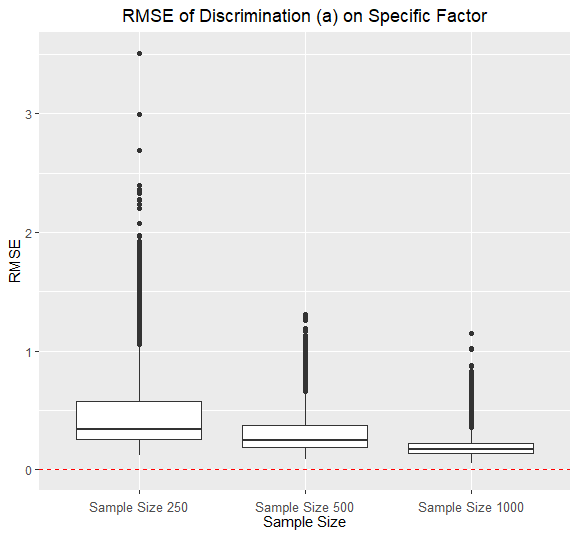 RMSE of Discrimination (a) on Specific Factor
3
2
1
0
RMSE
Sample Size 250
Sample Size 500
Sample Size 1000
Sample Size